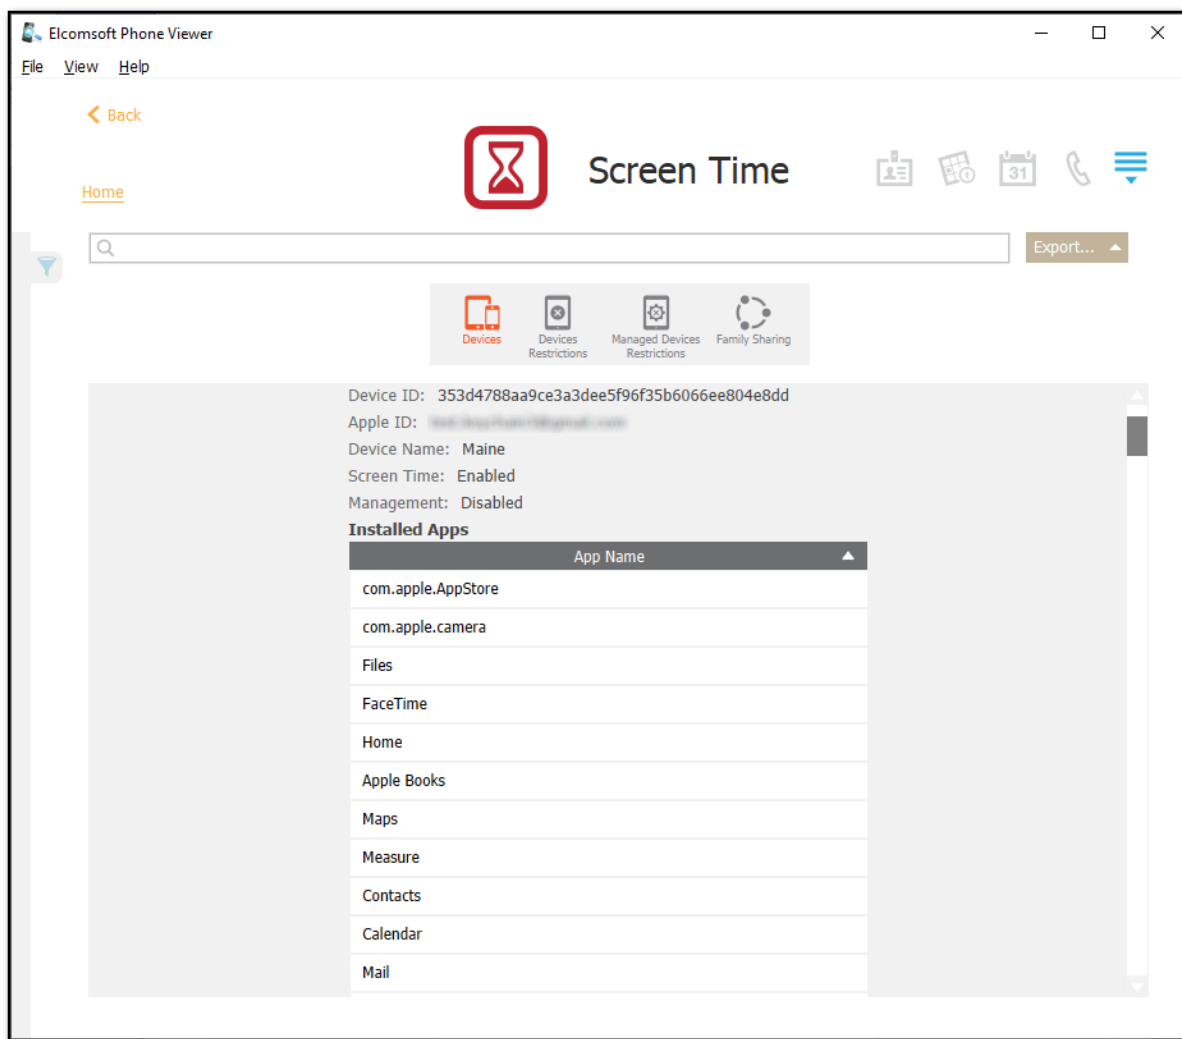 Elcomsoft Phone Viewer
File View Help
Back
Screen Time
31
Home
Export...
Devices
Devices Restrictions
Managed Devices Restrictions
Family Sharing
Device ID: 353d4788aa9ce3a3dee5f96f35b6066ee804e8dd
Apple ID:
Device Name: Maine
Screen Time: Enabled
Management: Disabled
Installed Apps
App Name
com.apple.AppStore
com.apple.camera
Files
FaceTime
Home
Apple Books
Maps
Measure
Contacts
Calendar
Mail